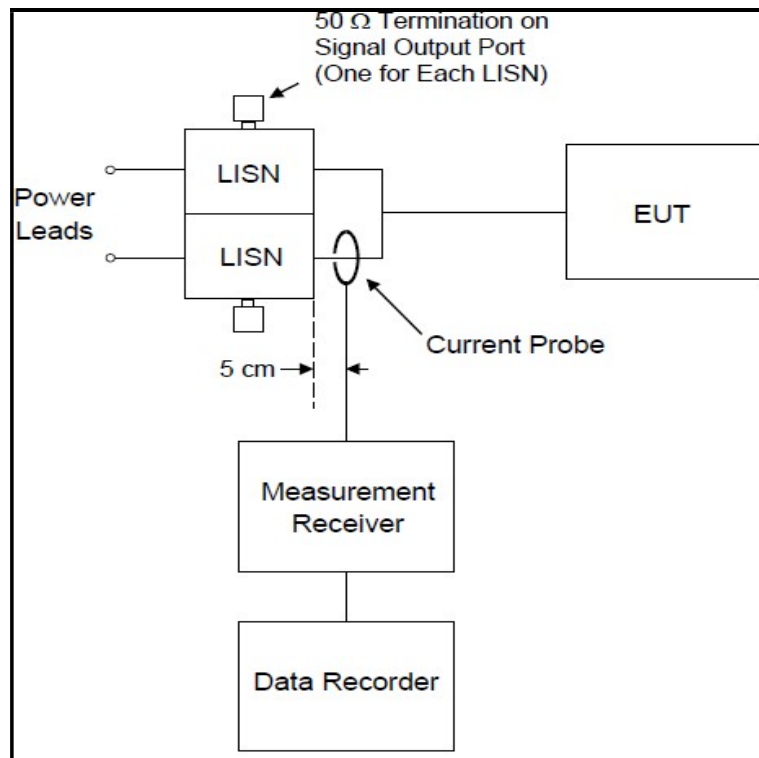 50 Ω Termination on
Signal Output Port
(One for Each LISN)
LISN
Power
Leads
LISN
EUT
Current Probe
5 cm
Measurement
Receiver
Data Recorder